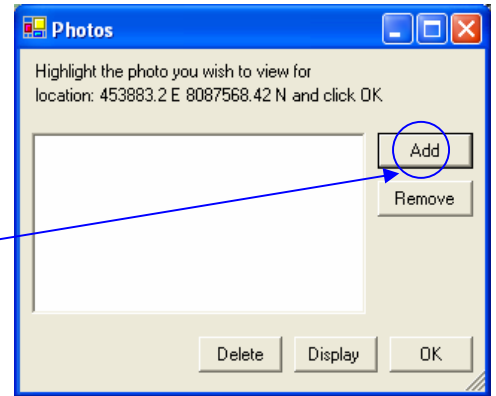 Photos
Highlight the photo you wish to view for
location: 453883.2 E 8087568.42 N and click OK
Add
Remove
Delete Display OK